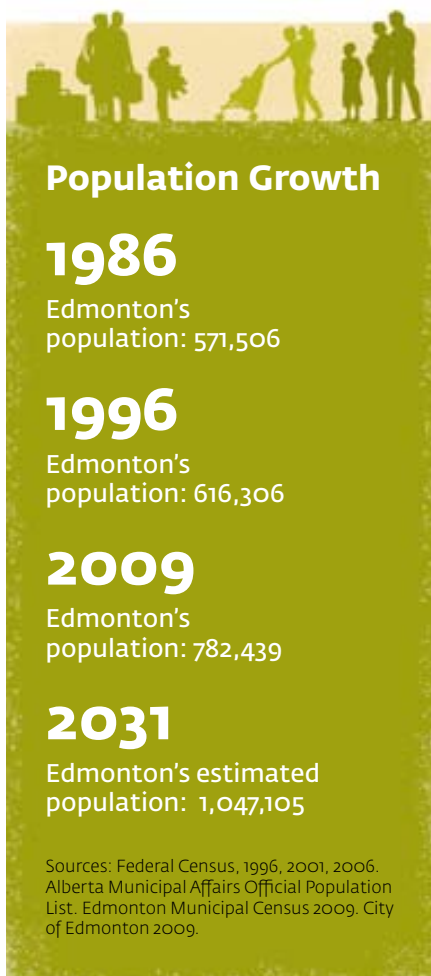 Population Growth
1986
Edmonton's
population: 571,506
1996
Edmonton's
population: 616,306
2009
Edmonton's
population: 782,439
2031
Edmonton's estimated
population: 1,047,105
Sources: Federal Census, 1996, 2001, 2006.
Alberta Municipal Affairs Official Population
List. Edmonton Municipal Census 2009. City
of Edmonton 2009.